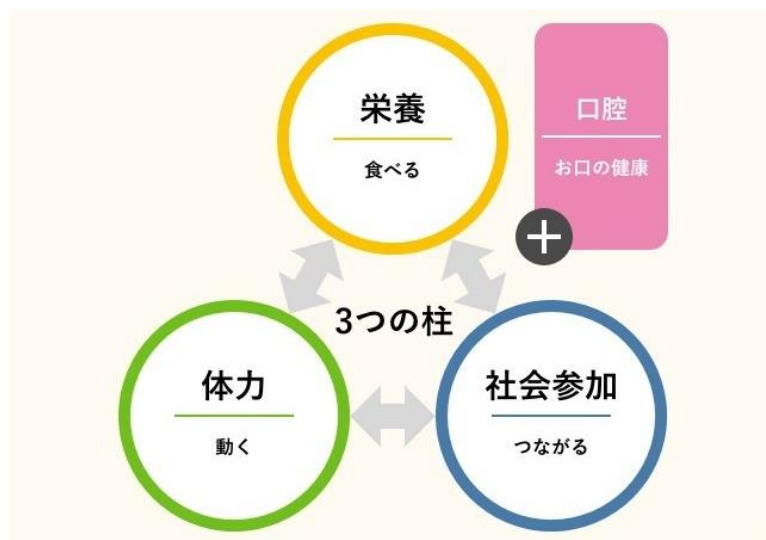 栄養
食べる
口腔
お口の健康
3つの柱
体力
動く
社会参加
つながる